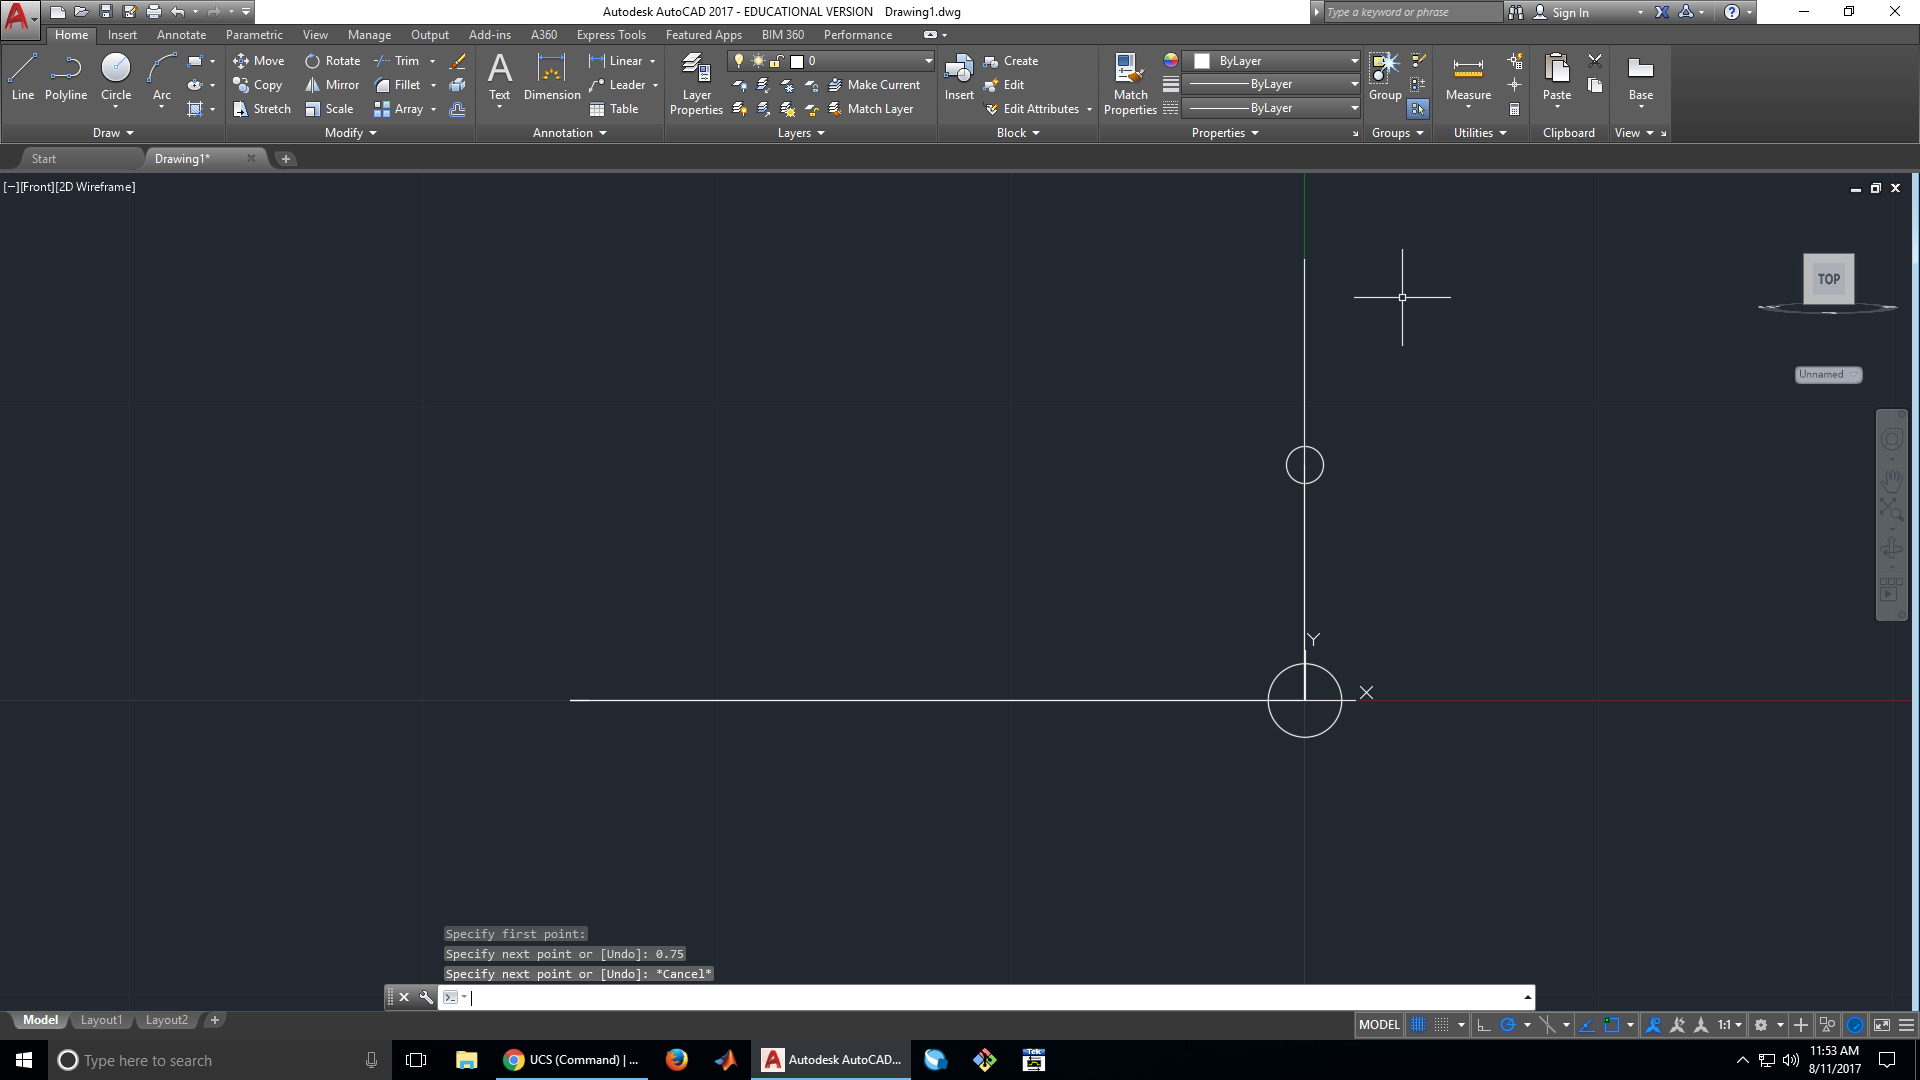 Autodesk AutoCAD 2017 - EDUCATIONAL VERSION Drawing1.dwg
Type a keyword or phrase
Sign In
Home Insert Annotate Parametric View Manage Output Add-ins A360 Express Tools Featured Apps BIM 360 Performance
Line
Polyline
Circle
Arc
Draw
Move
Rotate
Trim
Copy
Mirror
Fillet
Stretch
Scale
Array
Modify
Text
Dimension
Linear
Leader
Table
Annotation
Layer
Properties
0
Make Current
Match Layer
Layers
Insert
Create
Edit
Edit Attributes
Block
Match
Properties
ByLayer
ByLayer
ByLayer
Properties
Group
Groups
Measure
Utilities
Paste
Clipboard
Base
View
Start
Drawing1*
[−][Front][2D Wireframe]
TOP
Unnamed
Y
X
Specify first point:
Specify next point or [Undo]: 0.75
Specify next point or [Undo]: *Cancel*
Model Layout1 Layout2
MODEL
1:1
Type here to search
UCS (Command) | ...
Autodesk AutoCAD...
Tek
11:53 AM
8/11/2017